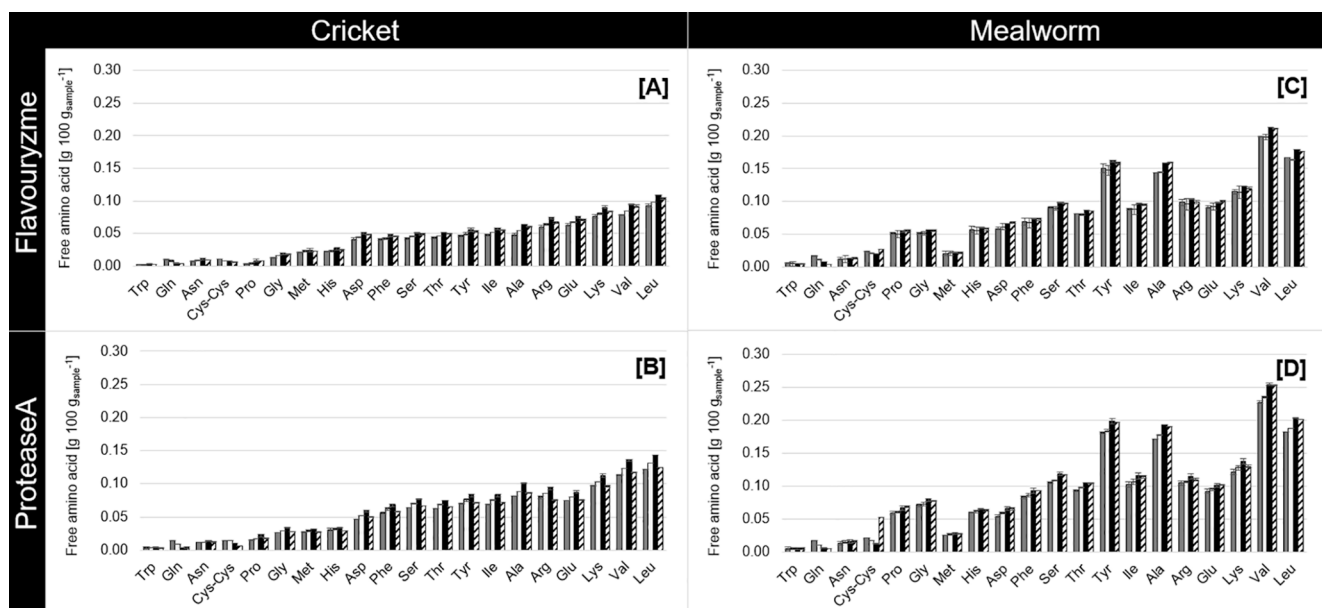 Cricket
Mealworm
Flavouryzme
ProteaseA
Free amino acid [g 100 gsample-1]
0.30
0.25
0.20
0.15
0.10
0.05
0.00
[A]
Trp Gln Asn Cys-Cys Pro Gly Met His Asp Phe Ser Thr Tyr Ile Ala Arg Glu Lys Val Leu
Free amino acid [g 100 gsample-1]
0.30
0.25
0.20
0.15
0.10
0.05
0.00
[C]
Trp Gln Asn Cys-Cys Pro Gly Met His Asp Phe Ser Thr Tyr Ile Ala Arg Glu Lys Val Leu
Free amino acid [g 100 gsample-1]
0.30
0.25
0.20
0.15
0.10
0.05
0.00
[B]
Trp Gln Asn Cys-Cys Pro Gly Met His Asp Phe Ser Thr Tyr Ile Ala Arg Glu Lys Val Leu
Free amino acid [g 100 gsample-1]
0.30
0.25
0.20
0.15
0.10
0.05
0.00
[D]
Trp Gln Asn Cys-Cys Pro Gly Met His Asp Phe Ser Thr Tyr Ile Ala Arg Glu Lys Val Leu